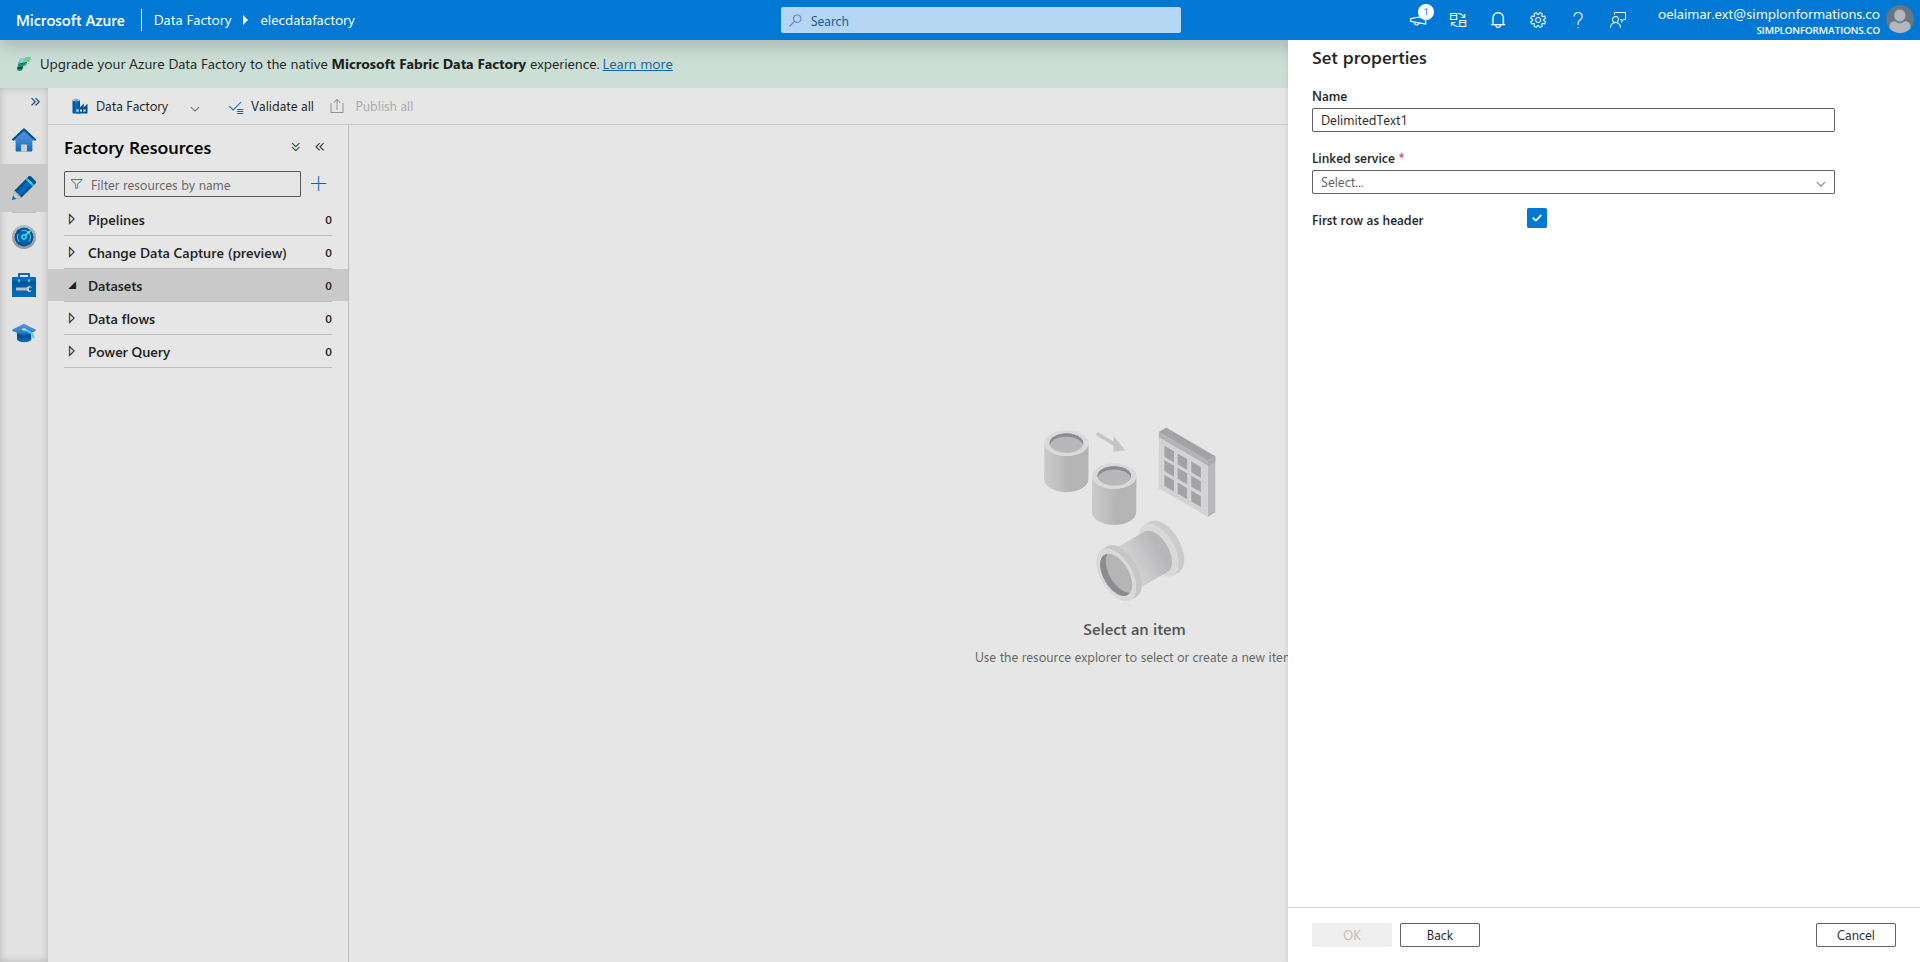 Microsoft Azure
Data Factory
elecdatafactory
Search
1
oelaimar.ext@simplonformations.co
SIMPLONFORMATIONS.CO
Upgrade your Azure Data Factory to the native Microsoft Fabric Data Factory experience. Learn more
Data Factory
Validate all
Publish all
Factory Resources
Filter resources by name
Pipelines 0
Change Data Capture (preview) 0
Datasets 0
Data flows 0
Power Query 0
Select an item
Use the resource explorer to select or create a new iter
Set properties
Name
DelimitedText1
Linked service *
Select...
First row as header
OK
Back
Cancel